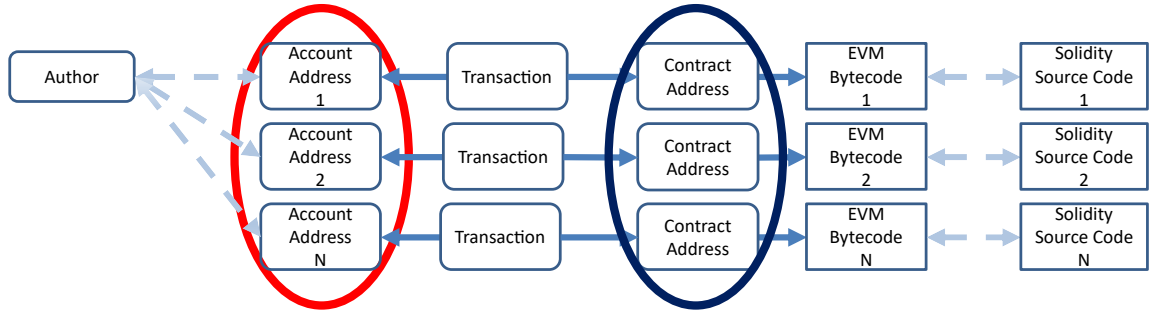 Author
Account
Address
1
Transaction
Contract
Address
EVM
Bytecode
1
Solidity
Source Code
1
Account
Address
2
Transaction
Contract
Address
EVM
Bytecode
2
Solidity
Source Code
2
Account
Address
N
Transaction
Contract
Address
EVM
Bytecode
N
Solidity
Source Code
N